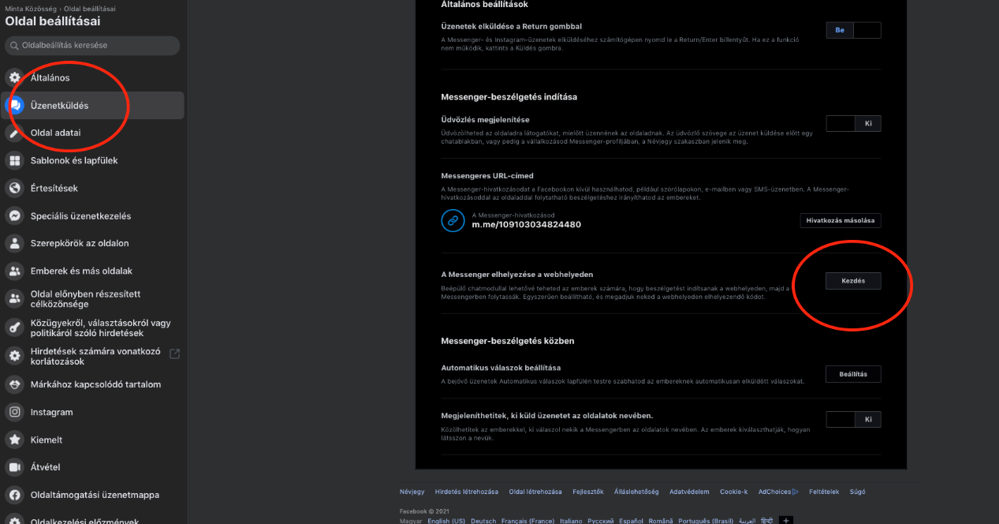 Minta Közösség › Oldal beállításai
Oldal beállításai
Oldalbeállítás keresése
Általános
Üzenetküldés
Oldal adatai
Sablonok és lapfülek
Értesítések
Speciális üzenetkezelés
Szerepkörök az oldalon
Emberek és más oldalak
Oldal előnyben részesített
célközönsége
Közügyekről, választásokról vagy
politikáról szóló hirdetések
Hirdetések számára vonatkozó
korlátozások
Márkához kapcsolódó tartalom
Instagram
Kiemelt
Átvétel
Oldaltámogatási üzenetmappa
Oldalkezelési előzmények
Általános beállítások
Üzenetek elküldése a Return gombbal
A Messenger- és Instagram-üzenetek elküldéséhez számítógépen nyomd le a Return/Enter billentyűt. Ha ez a funkció
nem működik, kattints a Küldés gombra.
Be
Messenger-beszélgetés indítása
Üdvözlés megjelenítése
Üdvözölheted az oldaladra látogatókat, mielőtt üzennének az oldaladnak. Az üdvözlő szövege az üzenet küldése előtt egy
chatablakban, vagy pedig a vállalkozásod Messenger-profiljában, a Névjegy szakaszban jelenik meg.
Ki
Messengeres URL-címed
A Messenger-hivatkozásodat a Facebookon kívül használhatod, például szórólapokon, e-mailben vagy SMS-üzenetben. A Messenger-
hivatkozásoddal az oldaladdal folytatható beszélgetéshez irányíthatod az embereket.
A Messenger-hivatkozásod
m.me/109103034824480
Hivatkozás másolása
A Messenger elhelyezése a webhelyeden
Beépülő chatmodullal lehetővé teheted az emberek számára, hogy beszélgetést indítsanak a webhelyeden, majd a
Messengerben folytassák. Egyszerűen beállítható, és megadjuk neked a webhelyeden elhelyezendő kódot.
Kezdés
Messenger-beszélgetés közben
Automatikus válaszok beállítása
A bejövő üzenetek Automatikus válaszok lapfülén testre szabhatod az embereknek automatikusan elküldött válaszokat.
Beállítás
Megjeleníthetitek, ki küld üzenetet az oldalatok nevében.
Közölhetitek az emberekkel, ki válaszol nekik a Messengerben az oldalatok nevében. Az emberek kiválaszthatják, hogyan
látsszon a nevük.
Ki
Névjegy Hirdetés létrehozása Oldal létrehozása Fejlesztők Álláslehetőség Adatvédelem Cookie-k AdChoices Feltételek Súgó
Facebook © 2021
Magyar English (US) Deutsch Français (France) Italiano Русский Español Română Português (Brasil) العربية हिन्दी +